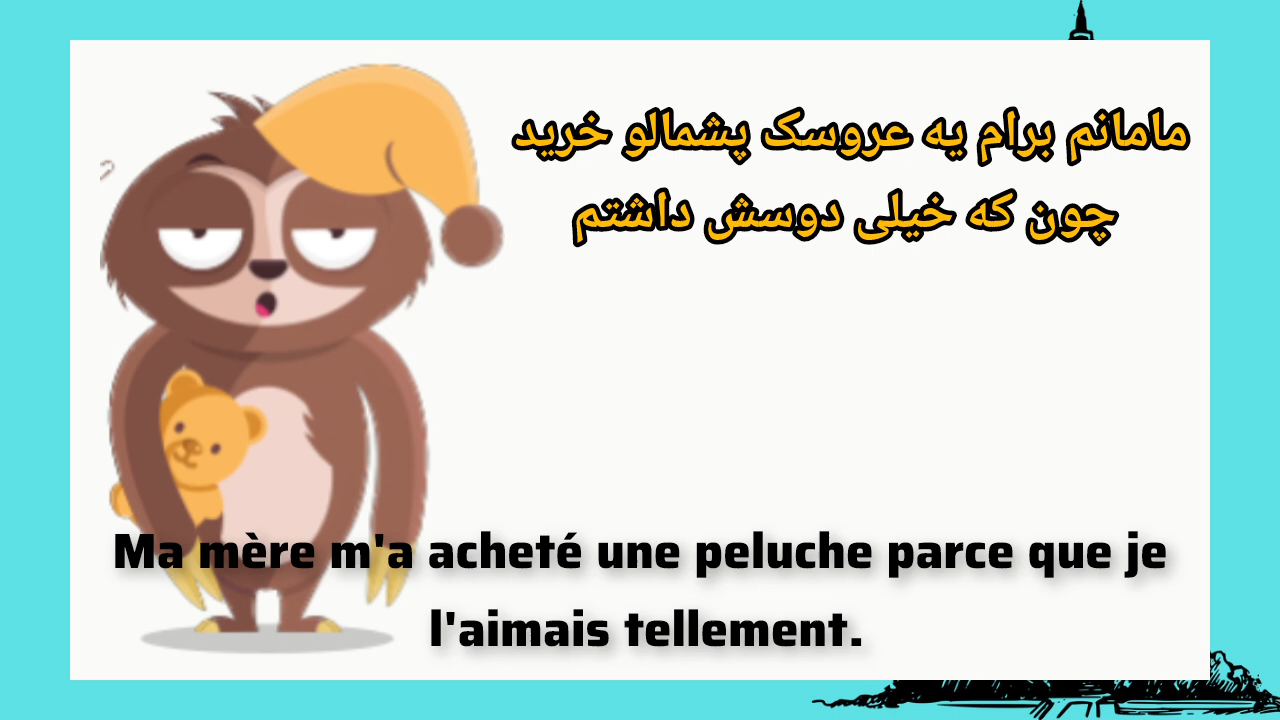 مامانم برام یه عروسک پشمالو خرید
چون که خیلی دوسش داشتم
Ma mère m'a acheté une peluche parce que je
l'aimais tellement.